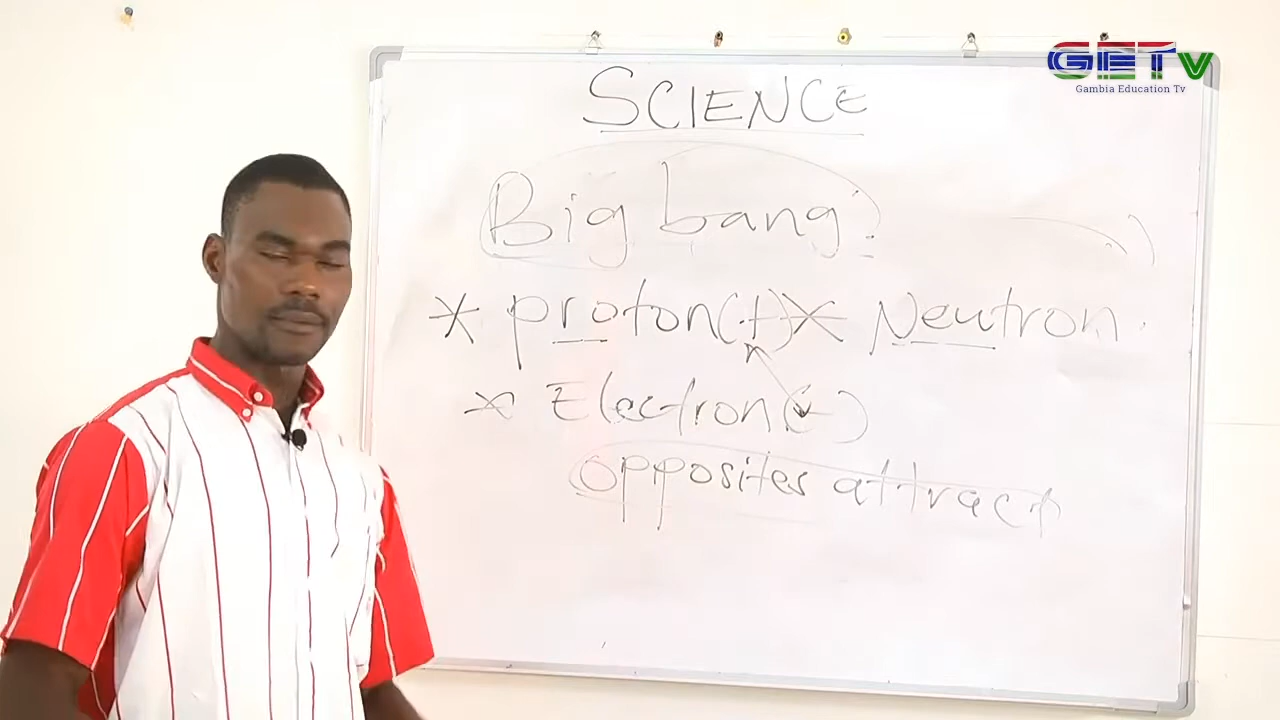 GETv
Gambia Education Tv
SCIENCE
Big bang:
* proton(+) * Neutron.
* Electron(-)
opposites attract